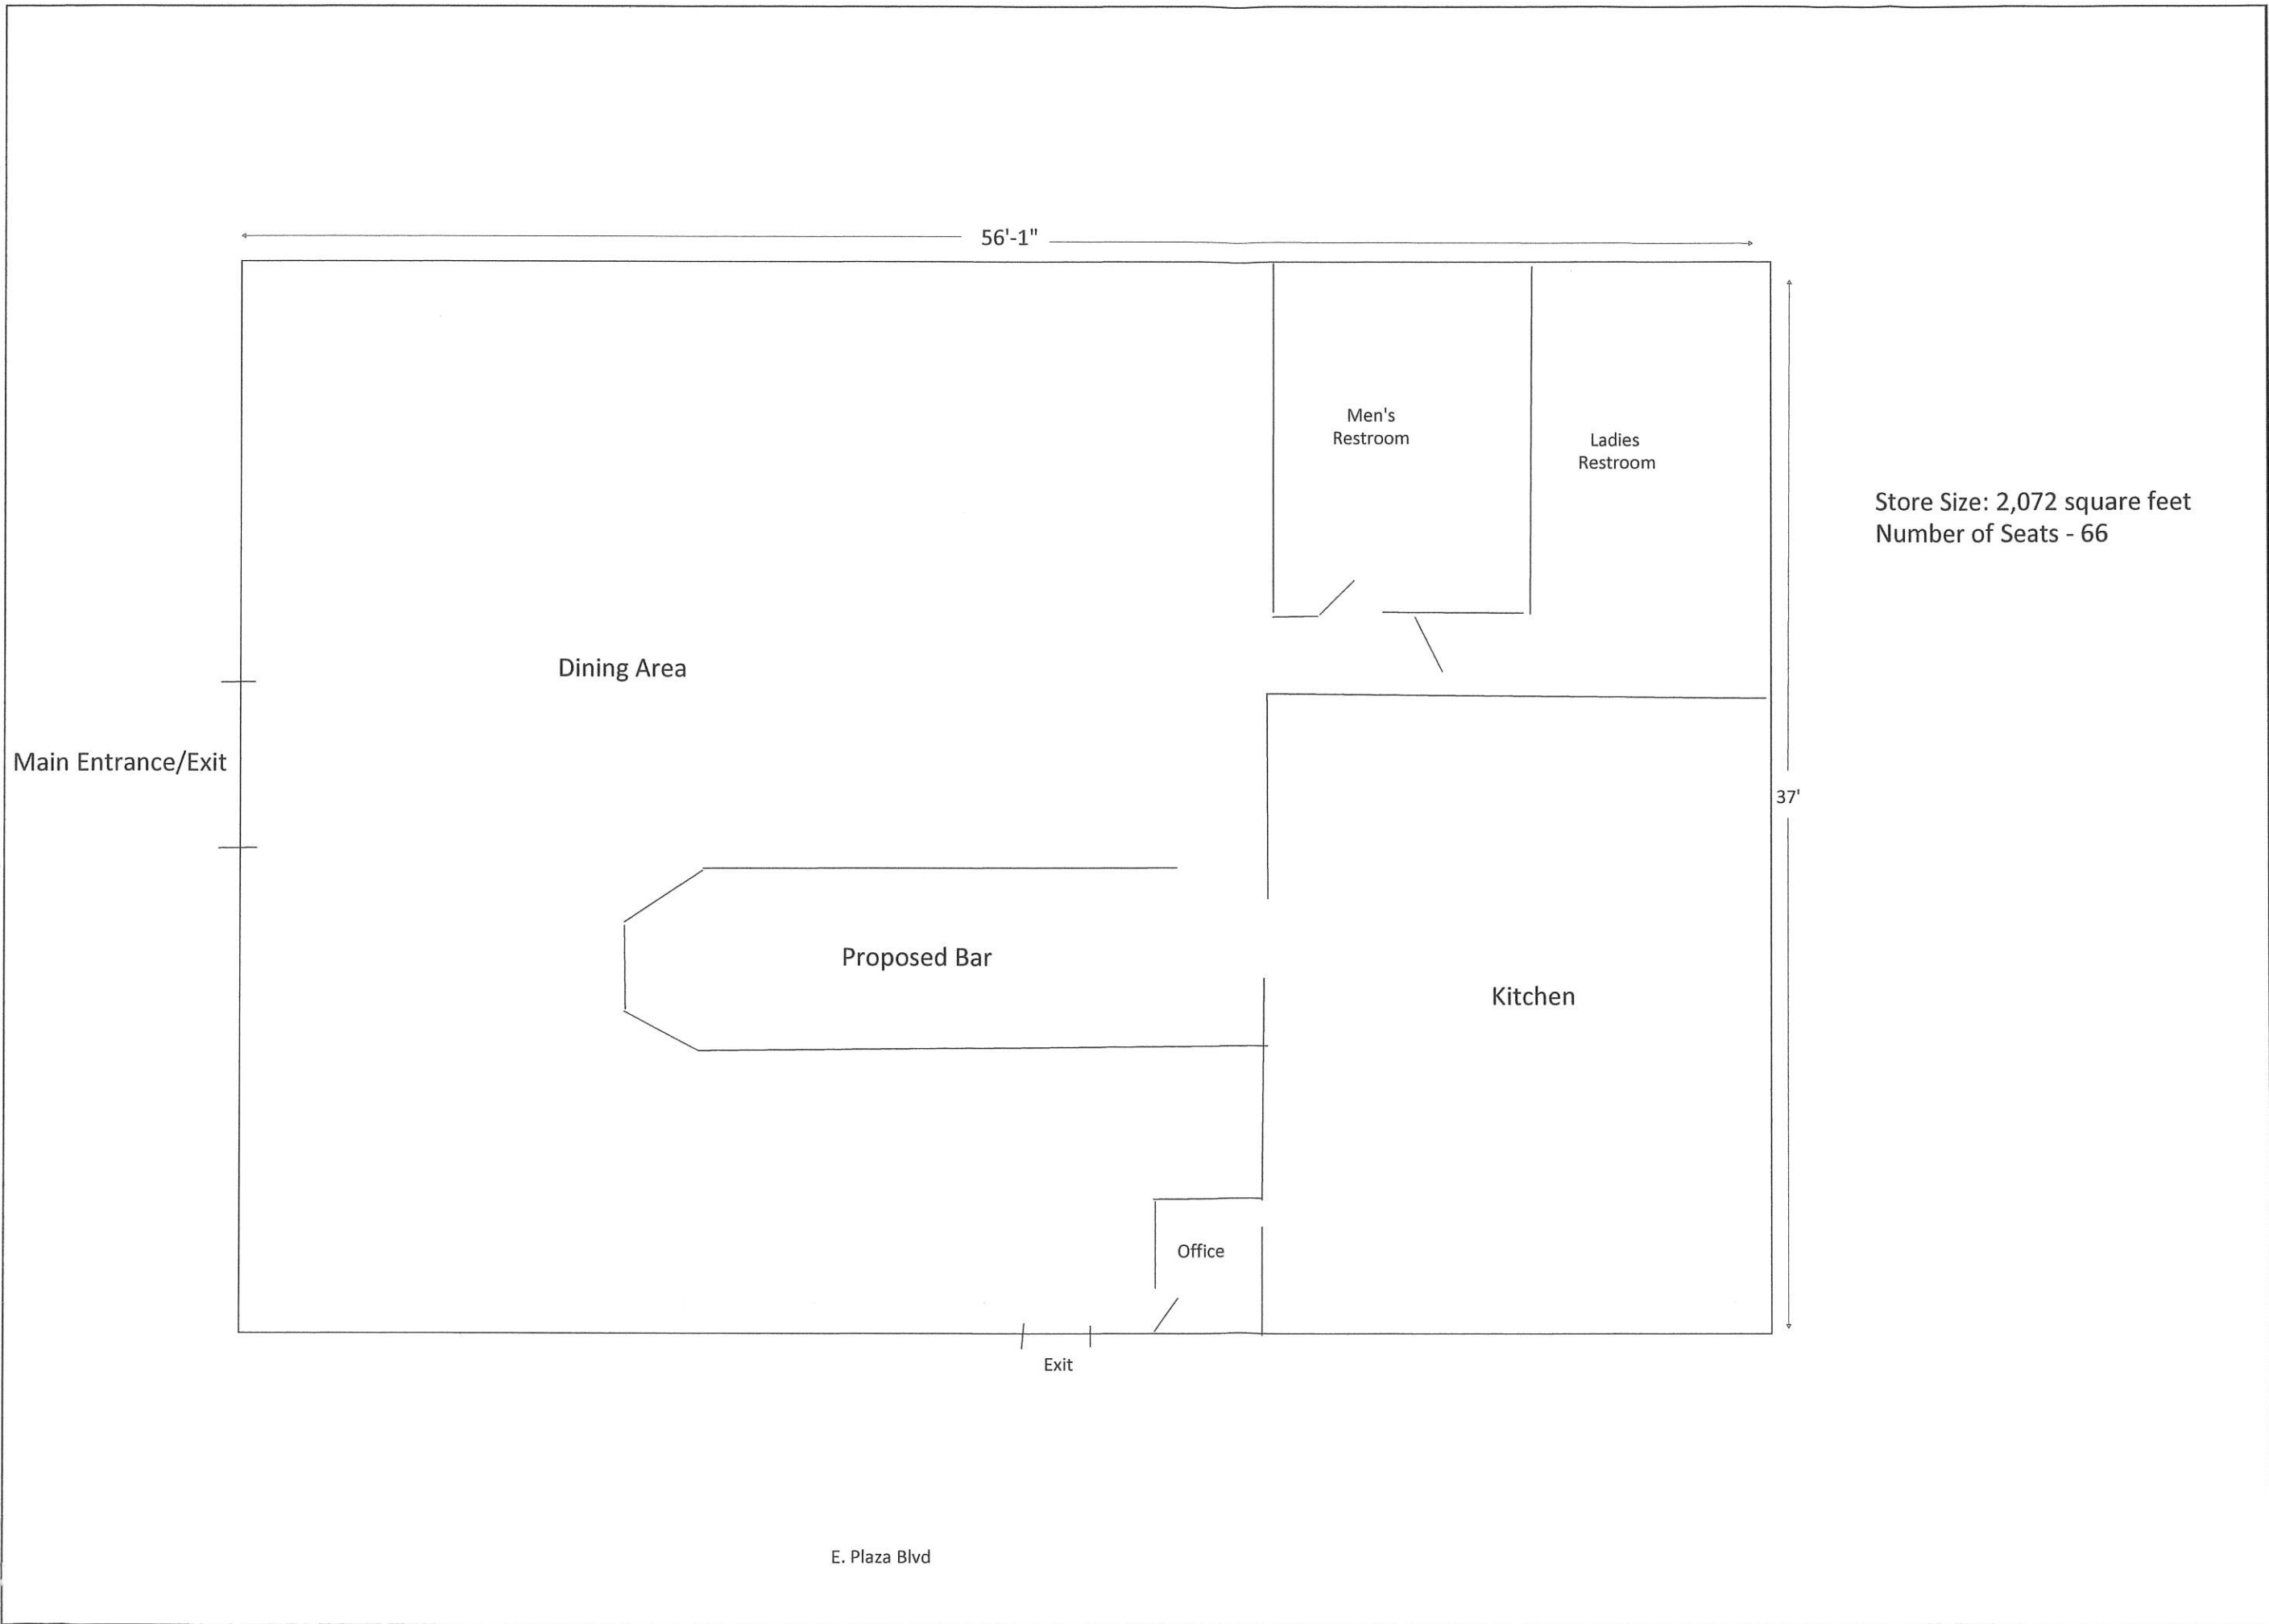 56'-1"
Men's
Restroom
Ladies
Restroom
Store Size: 2,072 square feet
Number of Seats - 66
Dining Area
Main Entrance/Exit
37'
Proposed Bar
Kitchen
Office
Exit
E. Plaza Blvd